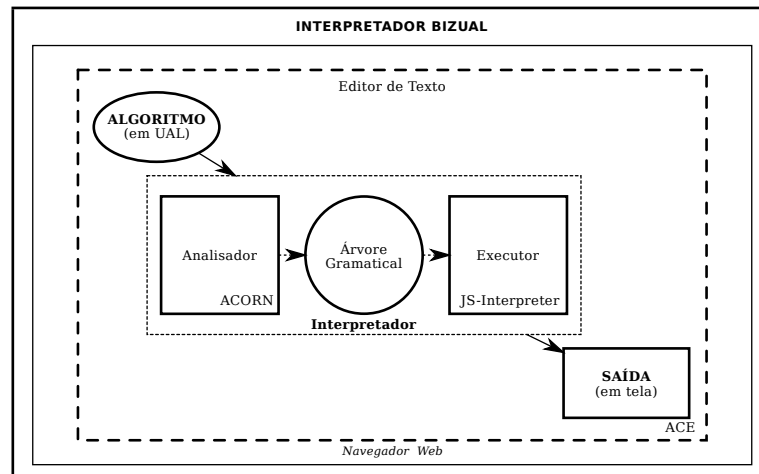 INTERPRETADOR BIZUAL
Editor de Texto
ALGORITMO
(em UAL)
Analisador
ACORN
Árvore
Gramatical
Executor
JS-Interpreter
Interpretador
SAÍDA
(em tela)
ACE
Navegador Web